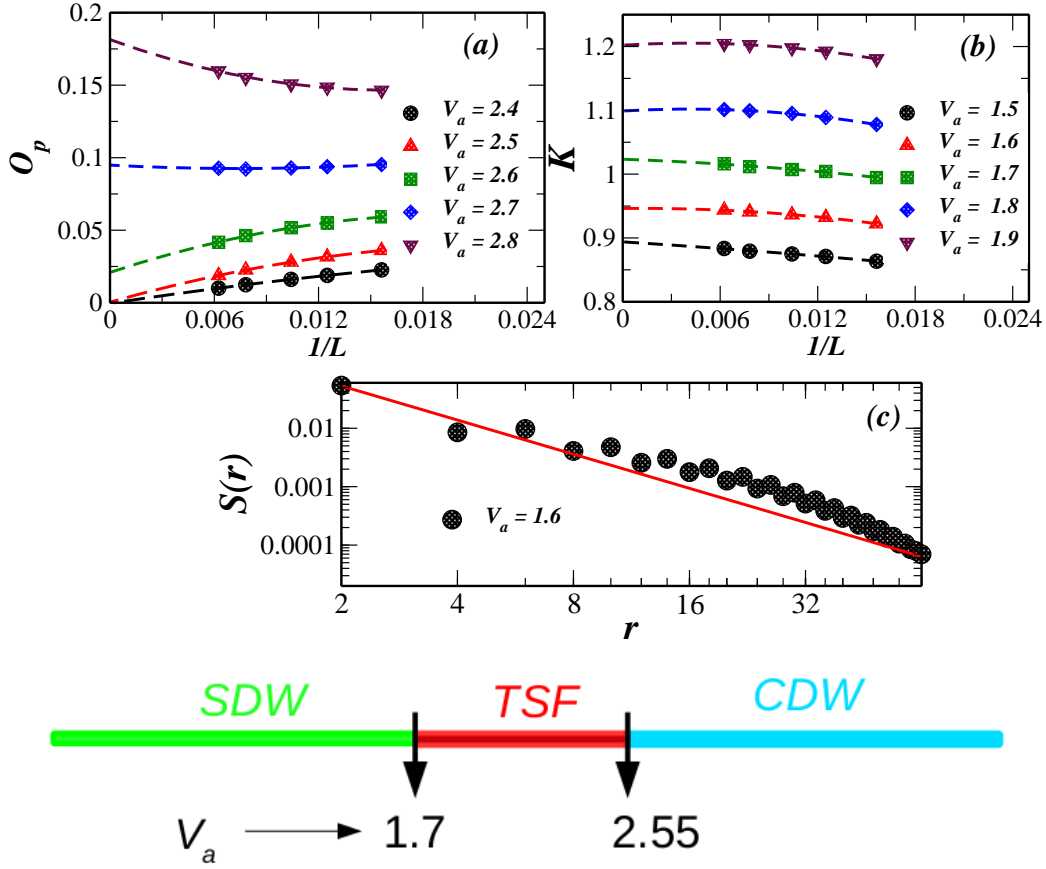 0.2
0.15
0.1
0.05
0
O_p
(a)
V_a = 2.4
V_a = 2.5
V_a = 2.6
V_a = 2.7
V_a = 2.8
0 0.006 0.012 0.018 0.024
1/L
1.2
1.1
1
0.9
0.8
K
(b)
V_a = 1.5
V_a = 1.6
V_a = 1.7
V_a = 1.8
V_a = 1.9
0 0.006 0.012 0.018 0.024
1/L
0.01
0.001
0.0001
S(r)
(c)
V_a = 1.6
2 4 8 16 32
r
SDW TSF CDW
V_a 1.7 2.55